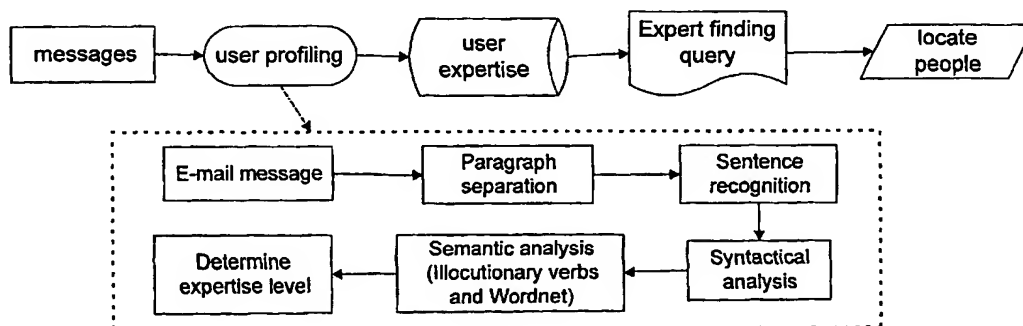 messages
user profiling
user
expertise
Expert finding
query
locate
people
E-mail message
Paragraph
separation
Sentence
recognition
Determine
expertise level
Semantic analysis
(Illocutionary verbs
and Wordnet)
Syntactical
analysis